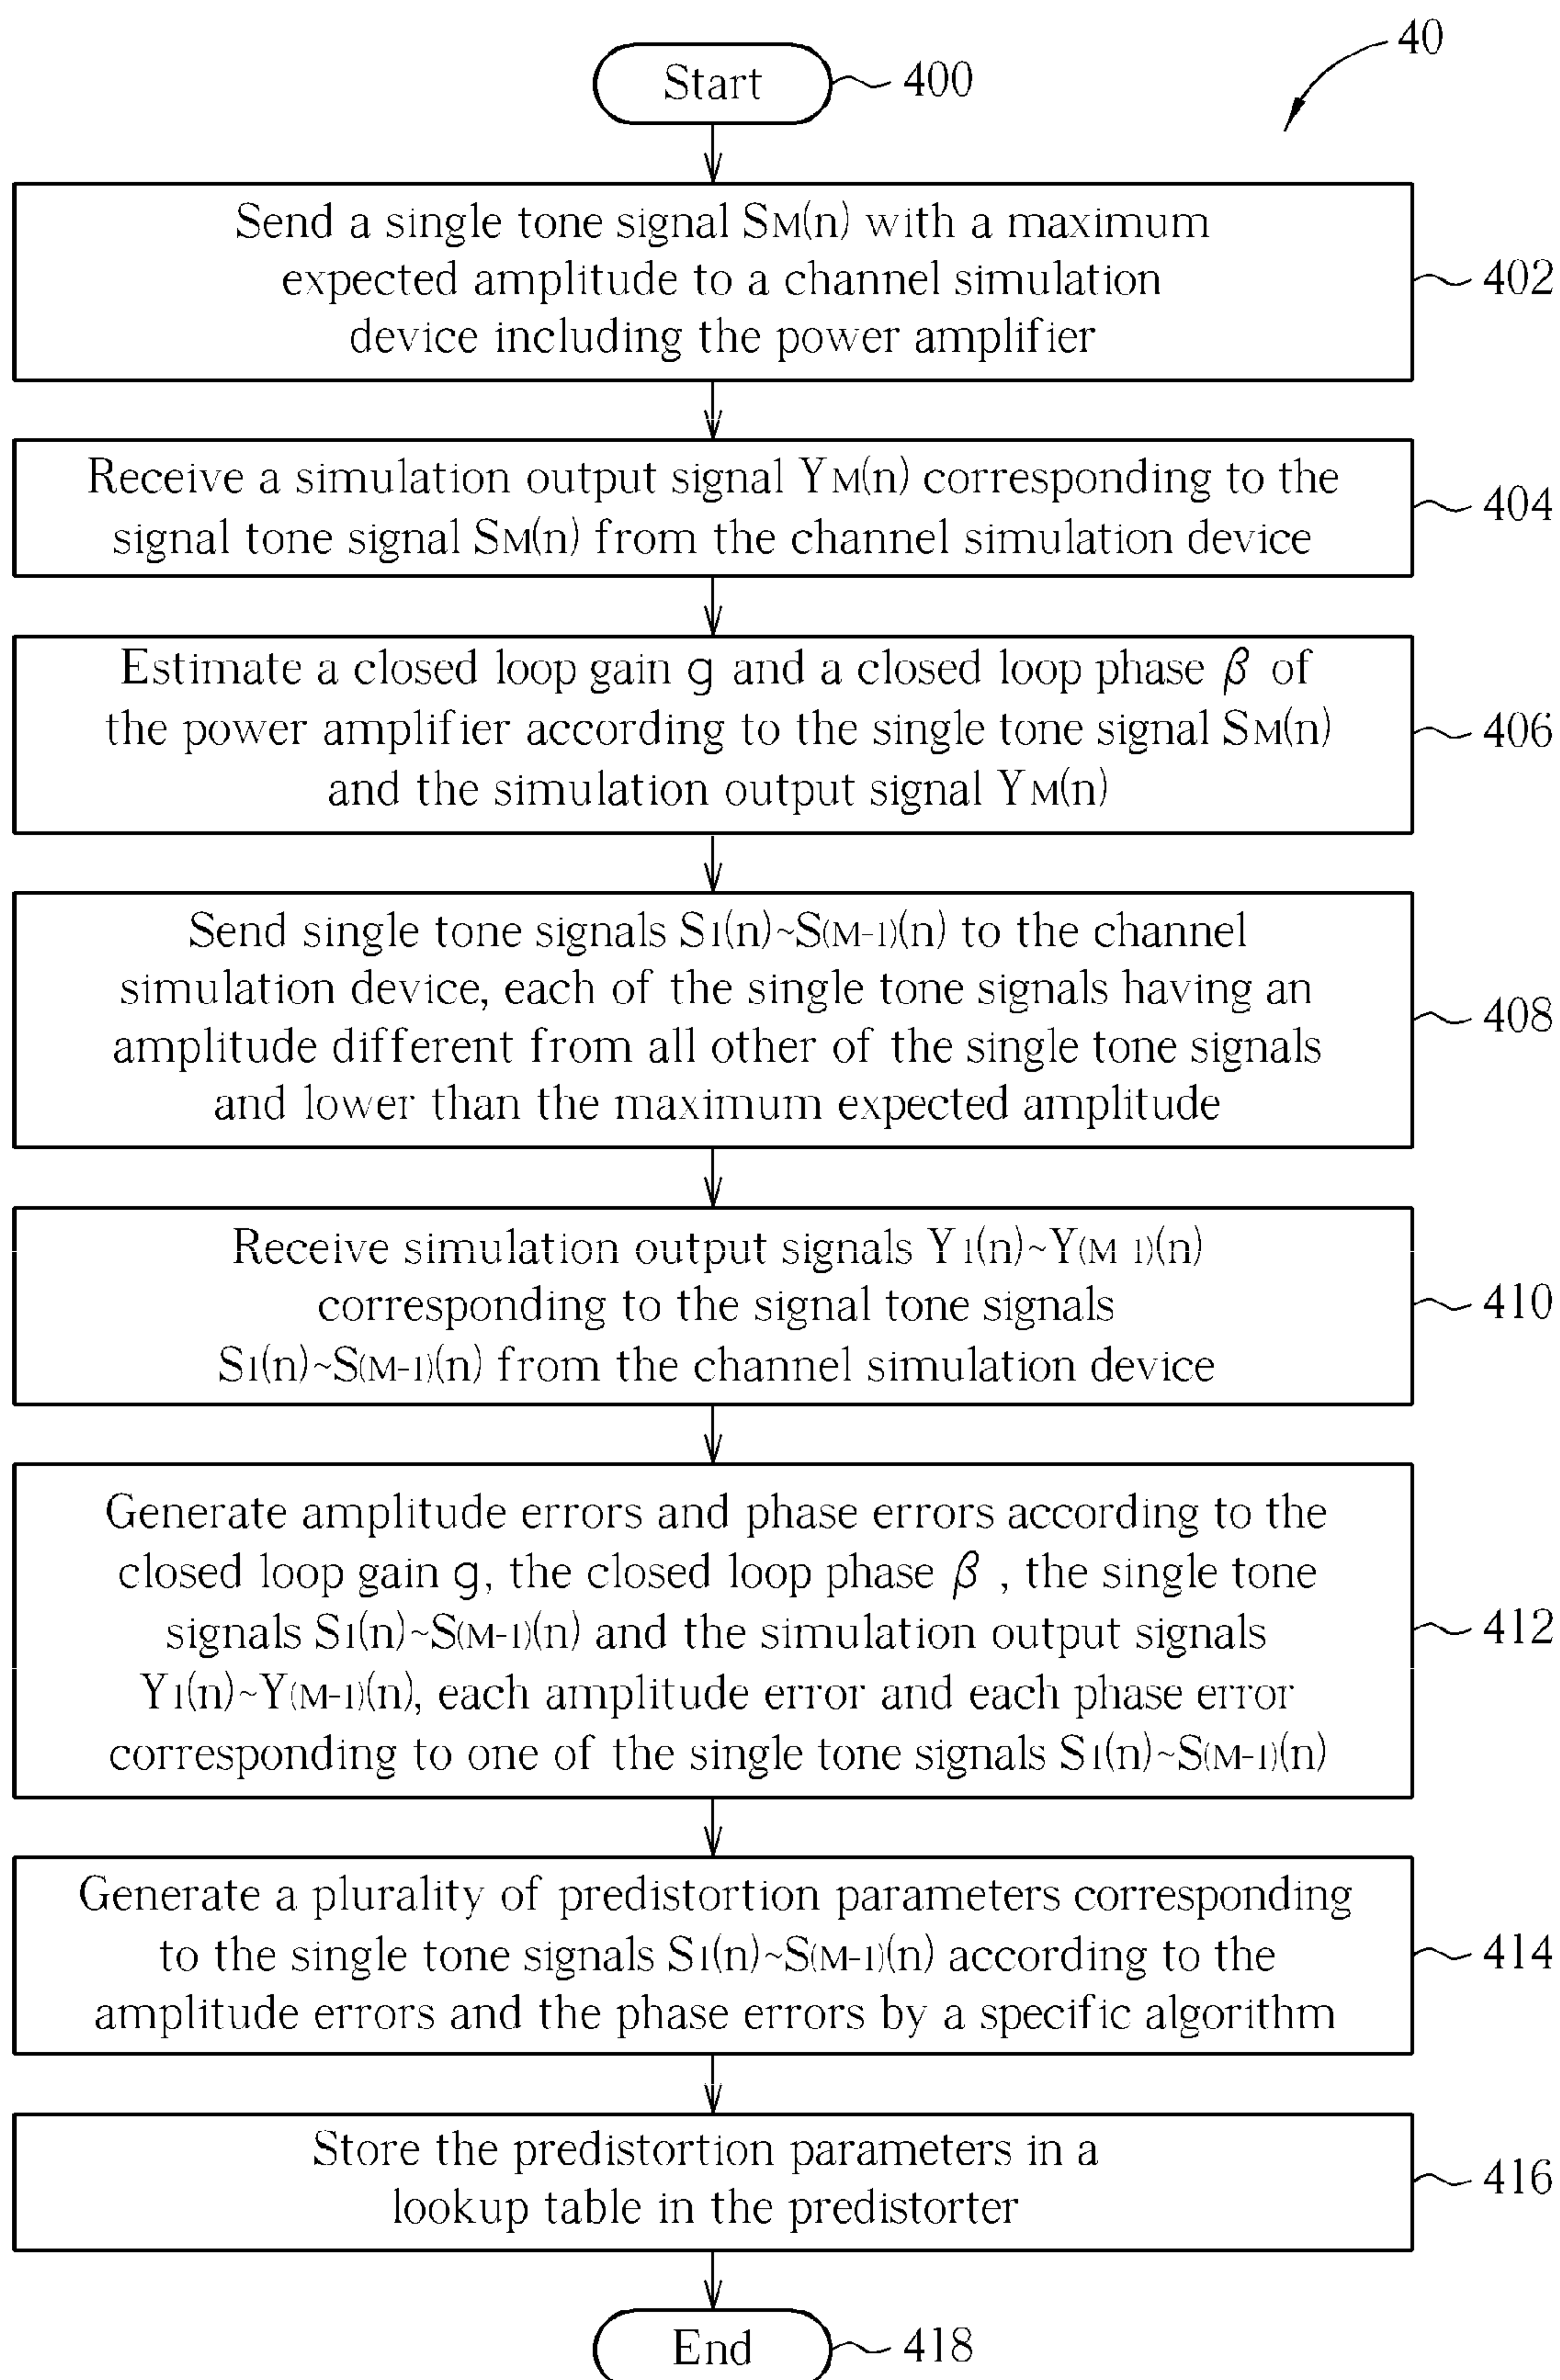 40
Start
400
Send a single tone signal SM(n) with a maximum
expected amplitude to a channel simulation
device including the power amplifier
402
Receive a simulation output signal YM(n) corresponding to the
signal tone signal SM(n) from the channel simulation device
404
Estimate a closed loop gain g and a closed loop phase β of
the power amplifier according to the single tone signal SM(n)
and the simulation output signal YM(n)
406
Send single tone signals S1(n)~S(M-1)(n) to the channel
simulation device, each of the single tone signals having an
amplitude different from all other of the single tone signals
and lower than the maximum expected amplitude
408
Receive simulation output signals Y1(n)~Y(M 1)(n)
corresponding to the signal tone signals
S1(n)~S(M-1)(n) from the channel simulation device
410
Generate amplitude errors and phase errors according to the
closed loop gain g, the closed loop phase β , the single tone
signals S1(n)~S(M-1)(n) and the simulation output signals
Y1(n)~Y(M-1)(n), each amplitude error and each phase error
corresponding to one of the single tone signals S1(n)~S(M-1)(n)
412
Generate a plurality of predistortion parameters corresponding
to the single tone signals S1(n)~S(M-1)(n) according to the
amplitude errors and the phase errors by a specific algorithm
414
Store the predistortion parameters in a
lookup table in the predistorter
416
End
418